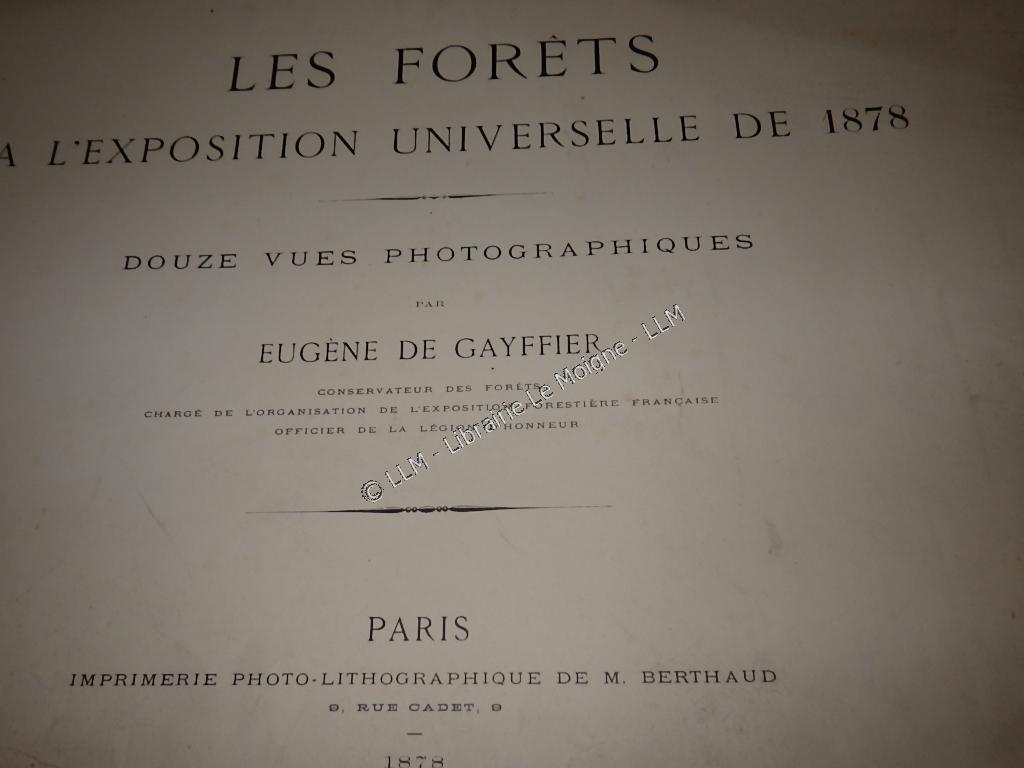 LES FORÊTS
A L'EXPOSITION UNIVERSELLE DE 1878
DOUZE VUES PHOTOGRAPHIQUES
PAR
EUGÈNE DE GAYFFIER
CONSERVATEUR DES FORÊTS
CHARGÉ DE L'ORGANISATION DE L'EXPOSITION FORESTIÈRE FRANÇAISE
OFFICIER DE LA LÉGION D'HONNEUR
© LLM - Librairie Le Moigne - LLM
PARIS
IMPRIMERIE PHOTO-LITHOGRAPHIQUE DE M. BERTHAUD
9, RUE CADET, 9
1878